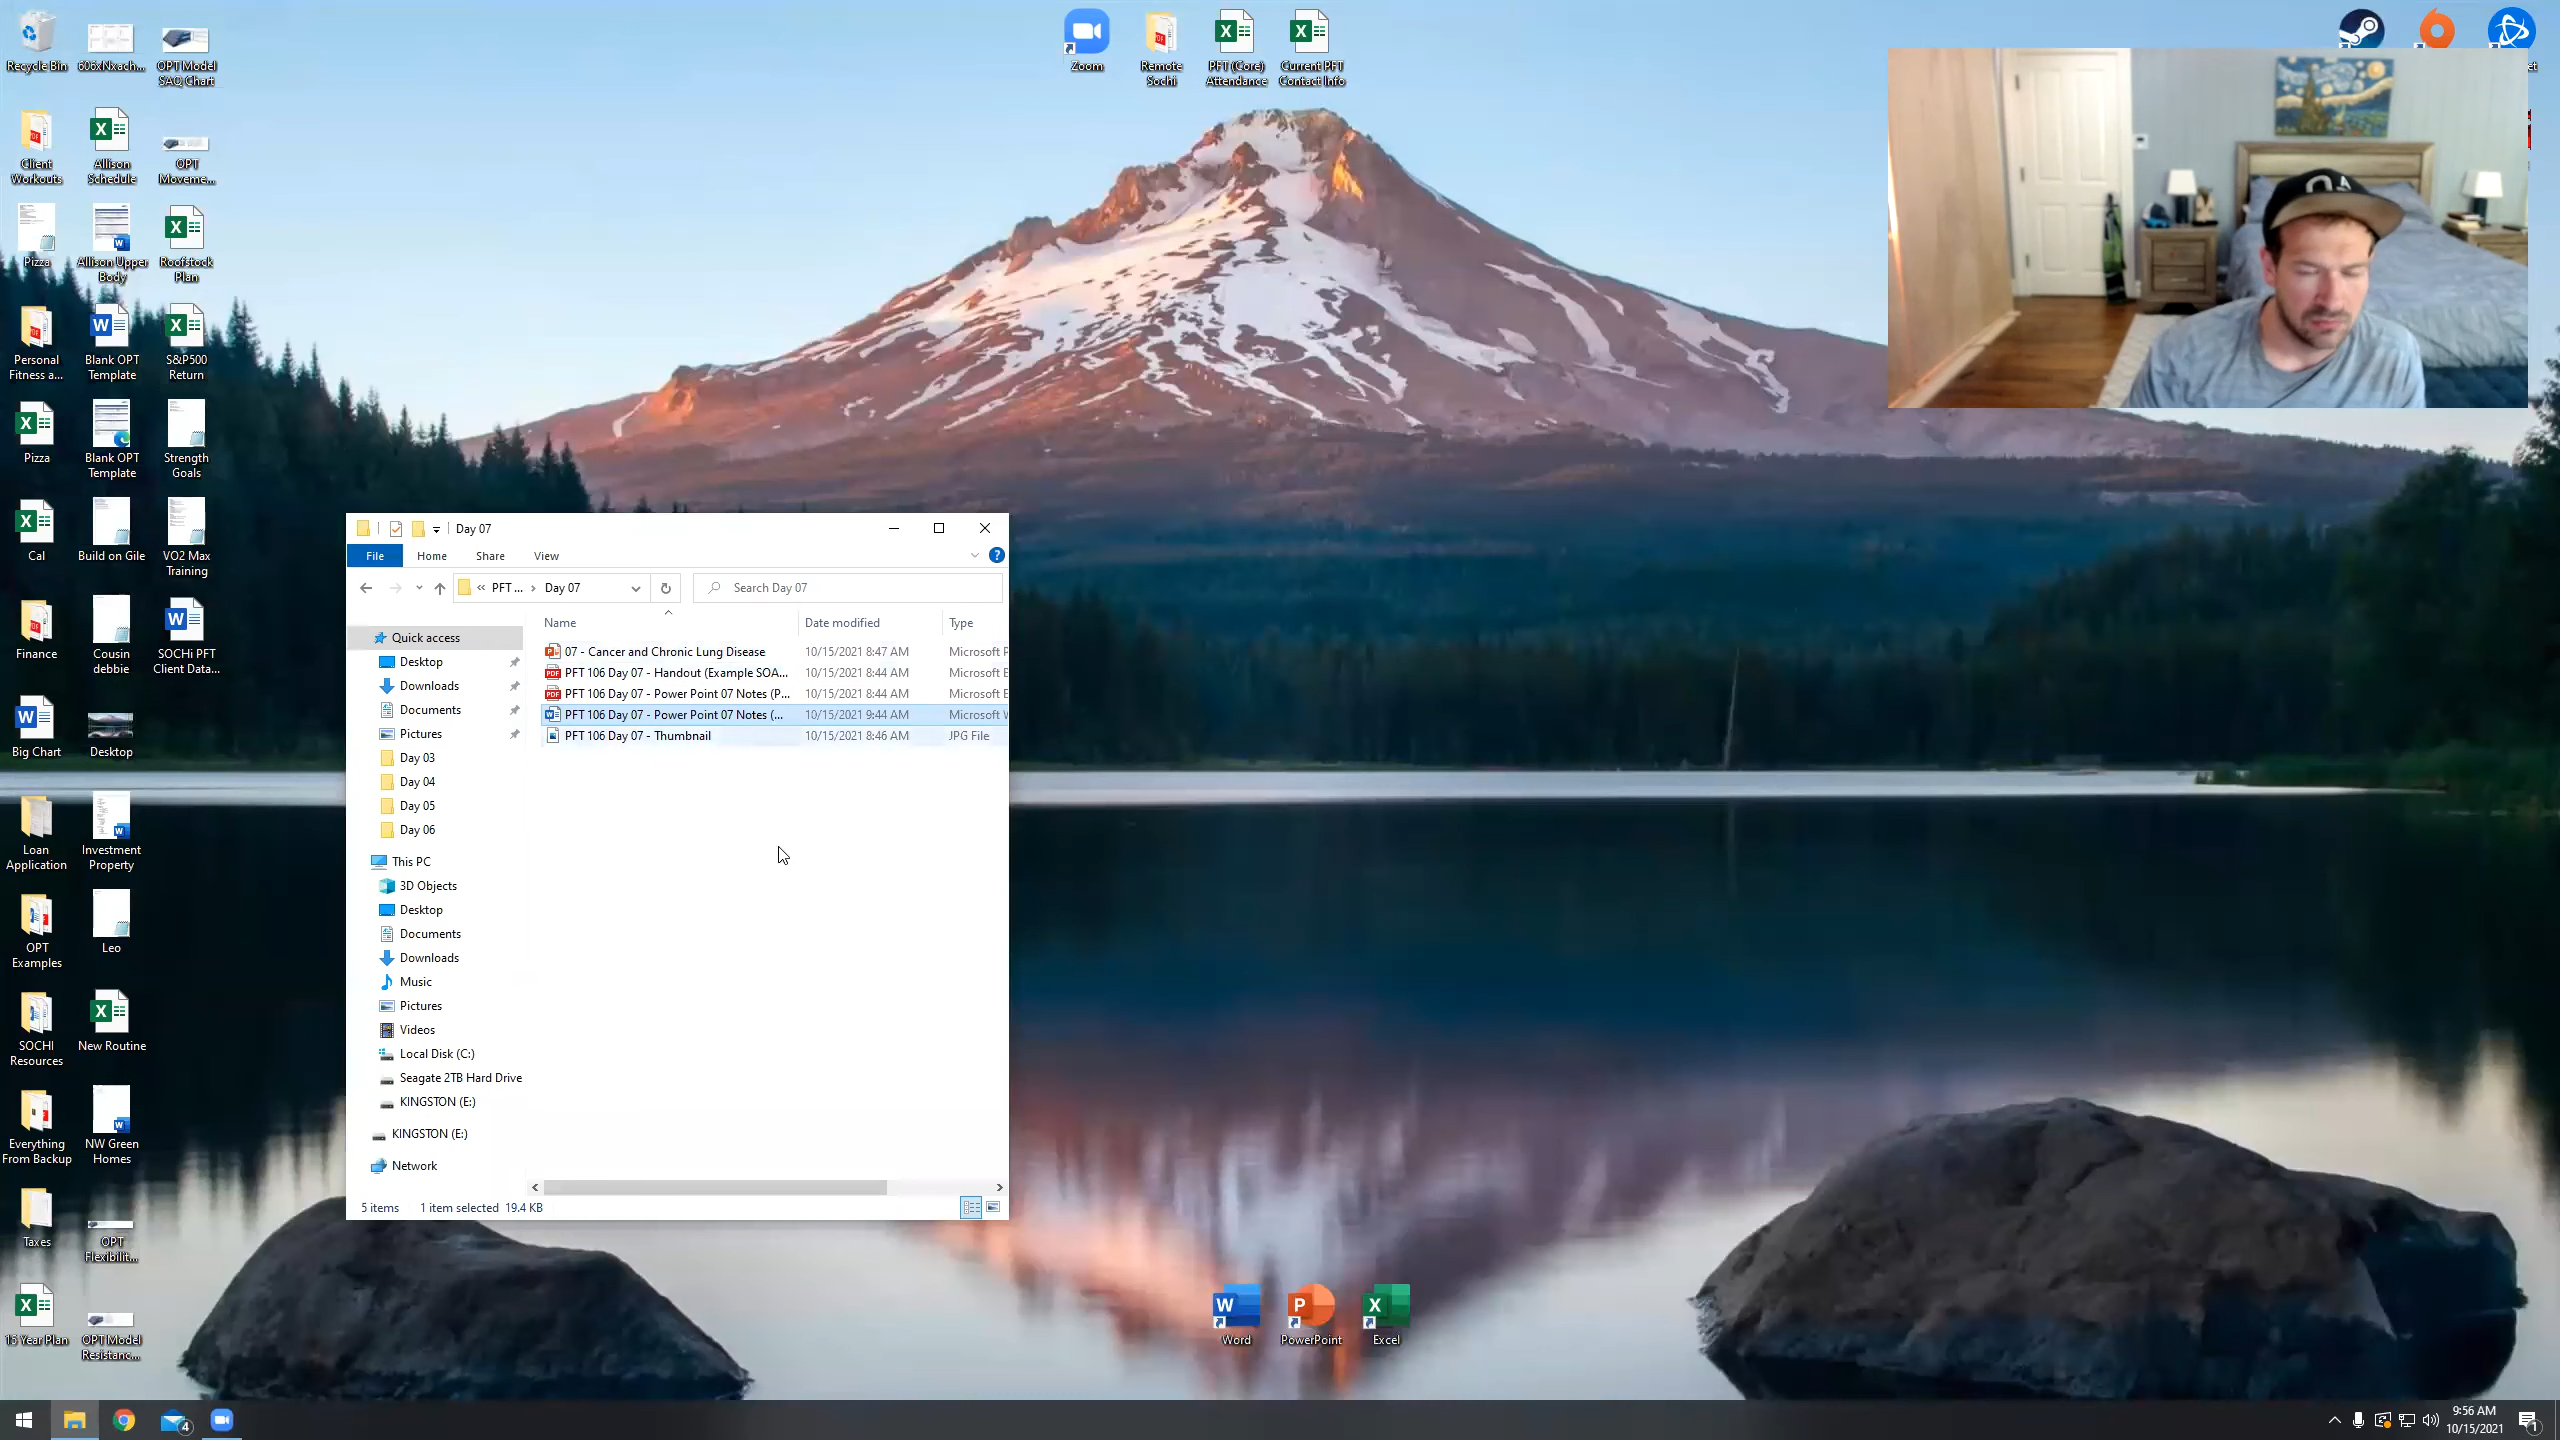 Recycle Bin
606xNxach...
OPT Model
SAQ Chart
Zoom
Remote
Sochi
PFT (Core)
Attendance
Current PFT
Contact Info
Client
Workouts
Allison
Schedule
OPT
Moveme...
Pizza
Allison Upper
Body
Roofstock
Plan
Personal
Fitness a...
Blank OPT
Template
S&P500
Return
Pizza
Blank OPT
Template
Strength
Goals
Cal
Build on Gile
VO2 Max
Training
Finance
Cousin
debbie
SOCHi PFT
Client Data...
Big Chart
Desktop
Loan
Application
Investment
Property
OPT
Examples
Leo
SOCHI
Resources
New Routine
Everything
From Backup
NW Green
Homes
Taxes
OPT
Flexibilit...
15 Year Plan
OPT Model
Resistanc...
Day 07
File
Home
Share
View
PFT ...
Day 07
Search Day 07
Name
Date modified
Type
07 - Cancer and Chronic Lung Disease 10/15/2021 8:47 AM Microsoft P
PFT 106 Day 07 - Handout (Example SOA... 10/15/2021 8:44 AM Microsoft E
PFT 106 Day 07 - Power Point 07 Notes (P... 10/15/2021 8:44 AM Microsoft E
PFT 106 Day 07 - Power Point 07 Notes (... 10/15/2021 9:44 AM Microsoft W
PFT 106 Day 07 - Thumbnail 10/15/2021 8:46 AM JPG File
Quick access
Desktop
Downloads
Documents
Pictures
Day 03
Day 04
Day 05
Day 06
This PC
3D Objects
Desktop
Documents
Downloads
Music
Pictures
Videos
Local Disk (C:)
Seagate 2TB Hard Drive
KINGSTON (E:)
KINGSTON (E:)
Network
5 items 1 item selected 19.4 KB
Word
PowerPoint
Excel
4
9:56 AM
10/15/2021
1